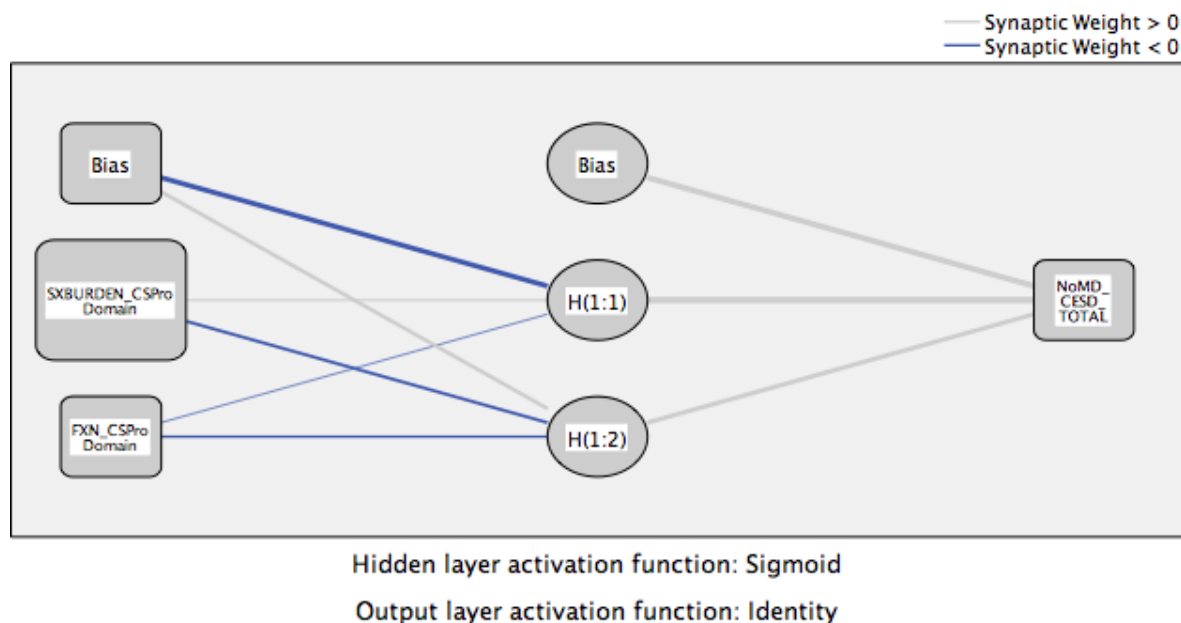 Synaptic Weight > 0
Synaptic Weight < 0
Bias
Bias
SXBURDEN_CSPro
Domain
H(1:1)
NoMD_
CESD_
TOTAL
FXN_CSPro
Domain
H(1:2)
Hidden layer activation function: Sigmoid
Output layer activation function: Identity